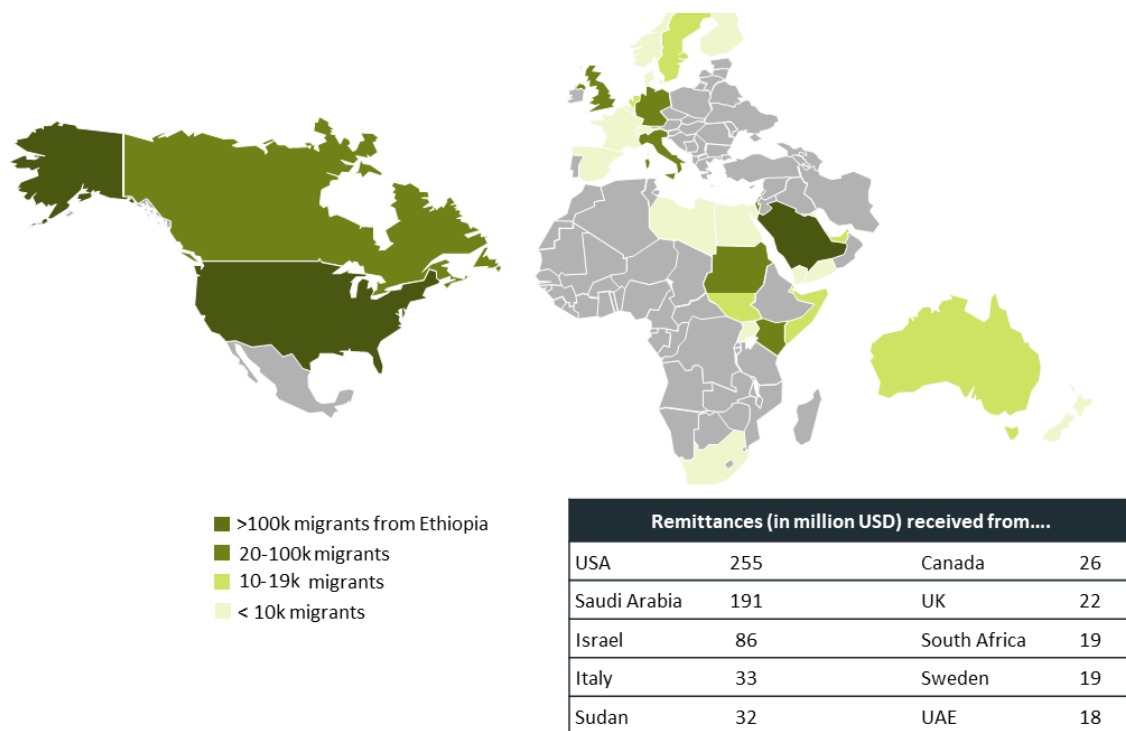 >100k migrants from Ethiopia
20-100k migrants
10-19k migrants
< 10k migrants
Remittances (in million USD) received from....
USA 255 Canada 26
Saudi Arabia 191 UK 22
Israel 86 South Africa 19
Italy 33 Sweden 19
Sudan 32 UAE 18